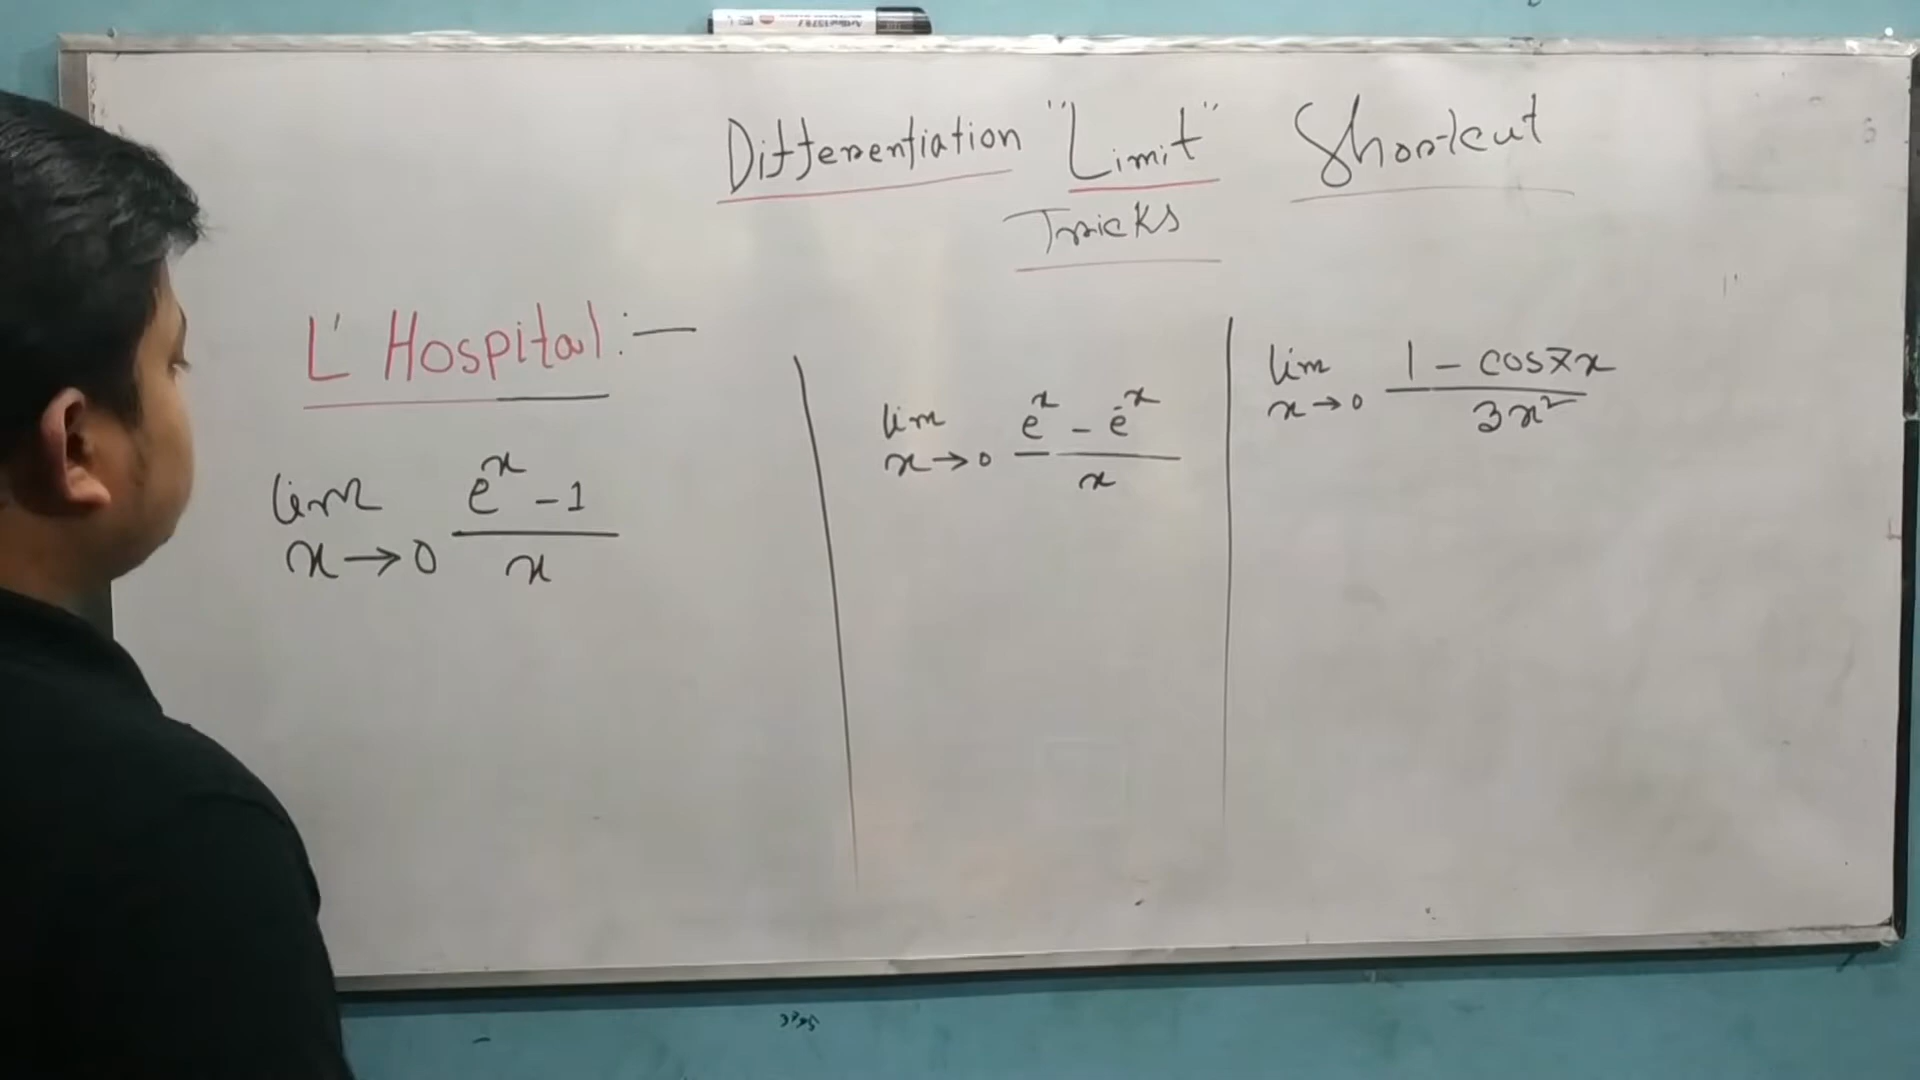 Differentiation "Limit" Shortcut
Tricks
L' Hospital :—
lim x→0 (e^x - 1)/x
lim x→0 (e^x - e^-x)/x
lim x→0 (1 - cos7x)/(3x²)